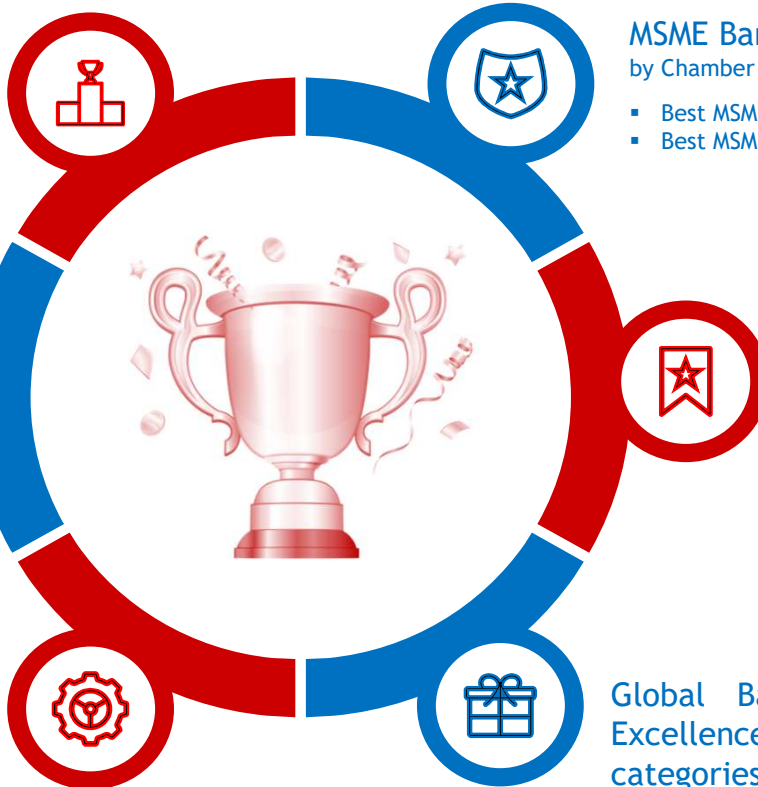 MSME Ba
by Chamber
▪ Best MSM
▪ Best MSM
Global Ba
Excellence
categories